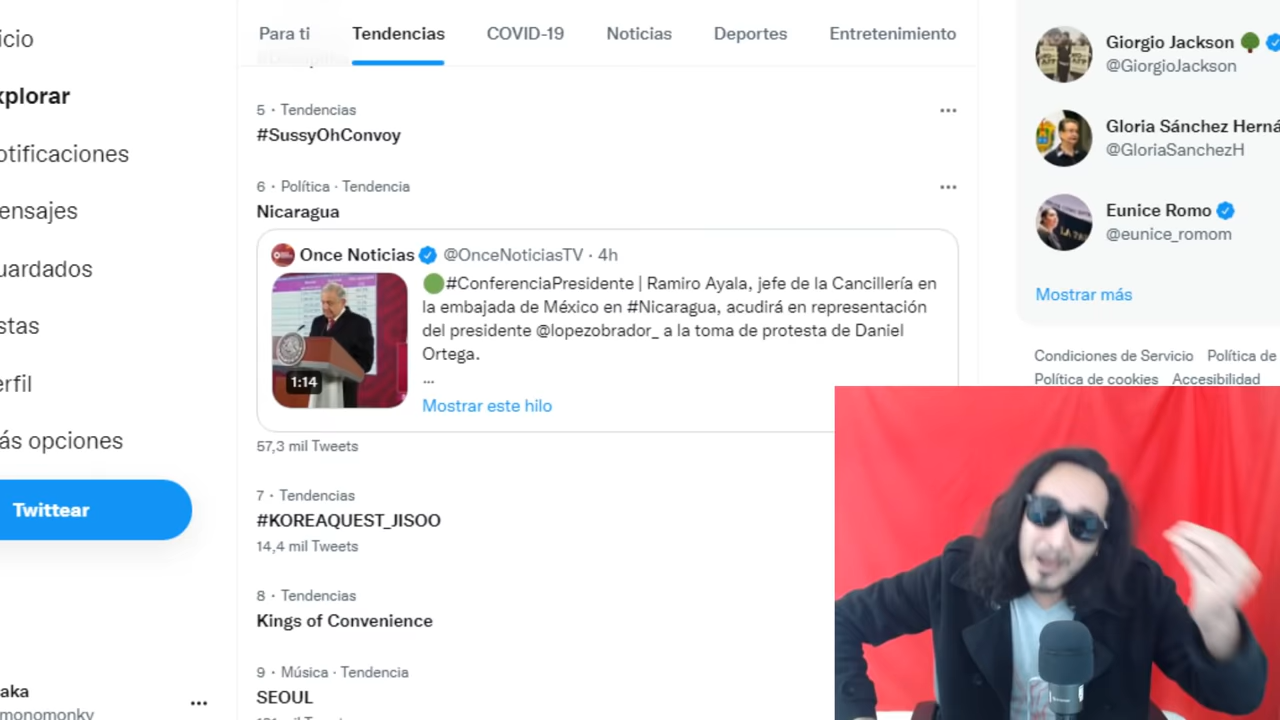 icio
xplorar
otificaciones
ensajes
uardados
stas
erfil
ás opciones
Twittear
aka
monomonky
Para ti
Tendencias
COVID-19
Noticias
Deportes
Entretenimiento
5 · Tendencias
#SussyOhConvoy
6 · Política · Tendencia
Nicaragua
Once Noticias @OnceNoticiasTV · 4h
#ConferenciaPresidente | Ramiro Ayala, jefe de la Cancillería en
la embajada de México en #Nicaragua, acudirá en representación
del presidente @lopezobrador_ a la toma de protesta de Daniel
Ortega.
...
1:14
Mostrar este hilo
57,3 mil Tweets
7 · Tendencias
#KOREAQUEST_JISOO
14,4 mil Tweets
8 · Tendencias
Kings of Convenience
9 · Música · Tendencia
SEOUL
Giorgio Jackson
@GiorgioJackson
Gloria Sánchez Herná
@GloriaSanchezH
Eunice Romo
@eunice_romom
Mostrar más
Condiciones de Servicio Política de
Política de cookies Accesibilidad